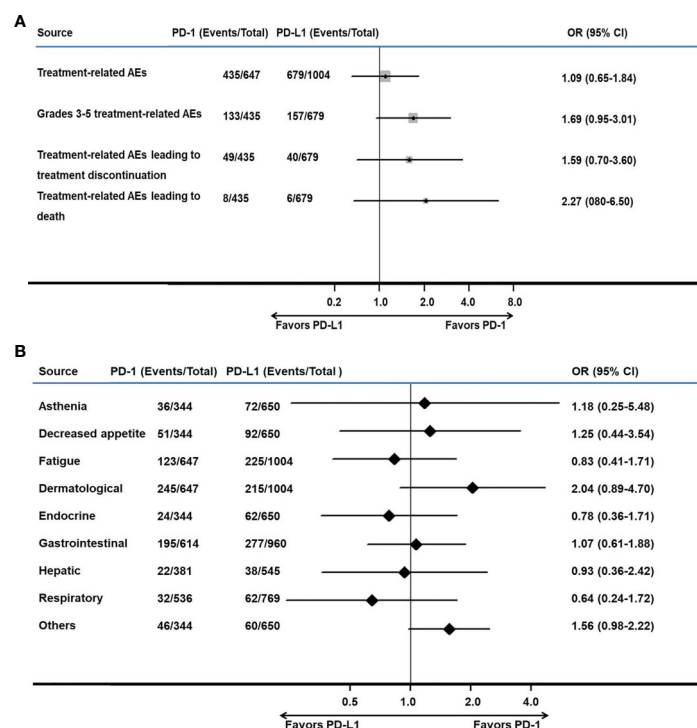 A
Source PD-1 (Events/Total) PD-L1 (Events/Total) OR (95% CI)
Treatment-related AEs 435/647 679/1004 1.09 (0.65-1.84)
Grades 3-5 treatment-related AEs 133/435 157/679 1.69 (0.95-3.01)
Treatment-related AEs leading to 49/435 40/679 1.59 (0.70-3.60)
treatment discontinuation
Treatment-related AEs leading to 8/435 6/679 2.27 (080-6.50)
death
0.2 1.0 2.0 4.0 8.0
Favors PD-L1 Favors PD-1
B
Source PD-1 (Events/Total) PD-L1 (Events/Total ) OR (95% CI)
Asthenia 36/344 72/650 1.18 (0.25-5.48)
Decreased appetite 51/344 92/650 1.25 (0.44-3.54)
Fatigue 123/647 225/1004 0.83 (0.41-1.71)
Dermatological 245/647 215/1004 2.04 (0.89-4.70)
Endocrine 24/344 62/650 0.78 (0.36-1.71)
Gastrointestinal 195/614 277/960 1.07 (0.61-1.88)
Hepatic 22/381 38/545 0.93 (0.36-2.42)
Respiratory 32/536 62/769 0.64 (0.24-1.72)
Others 46/344 60/650 1.56 (0.98-2.22)
0.5 1.0 2.0 4.0
Favors PD-L1 Favors PD-1